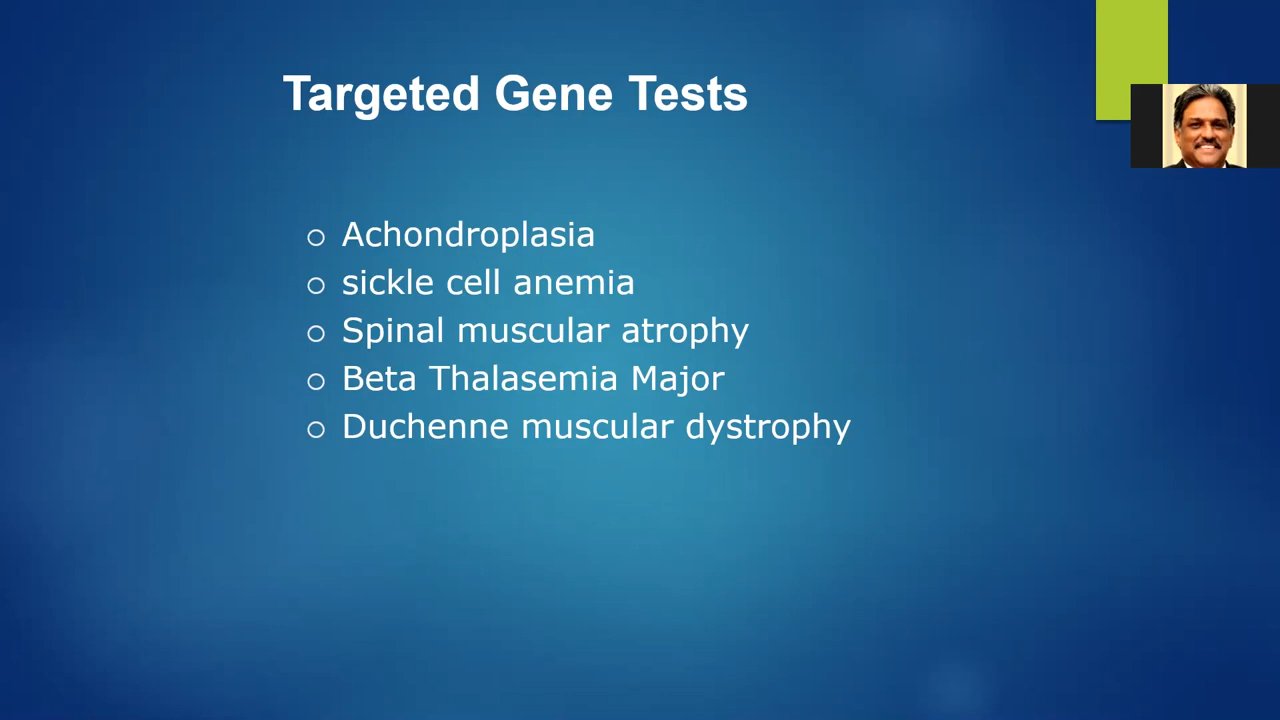 Targeted Gene Tests
Achondroplasia
sickle cell anemia
Spinal muscular atrophy
Beta Thalasemia Major
Duchenne muscular dystrophy